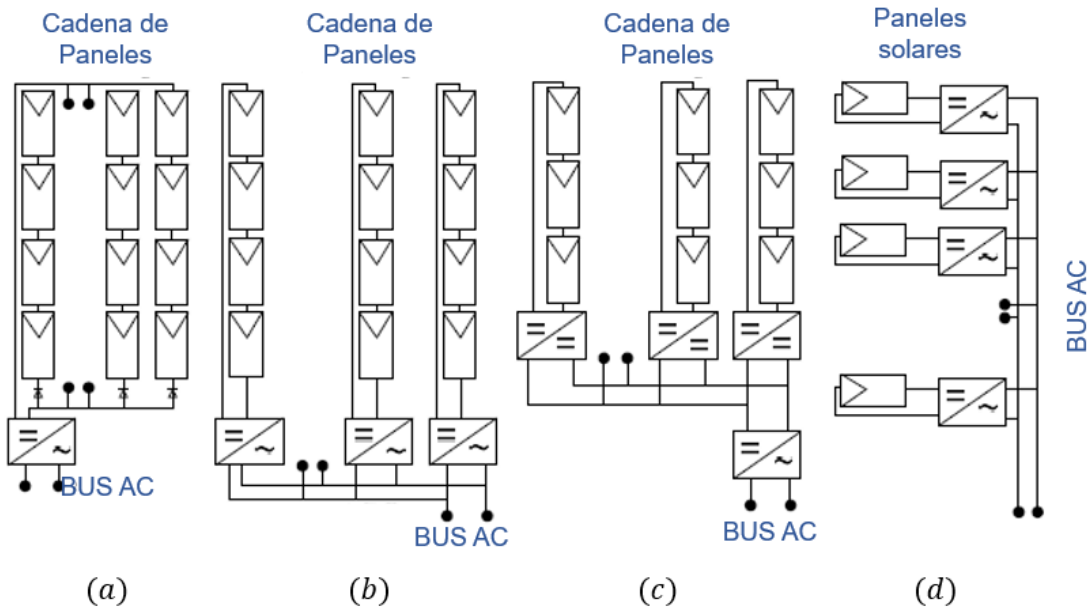 Cadena de
Paneles
Cadena de
Paneles
Cadena de
Paneles
Paneles
solares
BUS AC
BUS AC
BUS AC
BUS AC
(a)
(b)
(c)
(d)